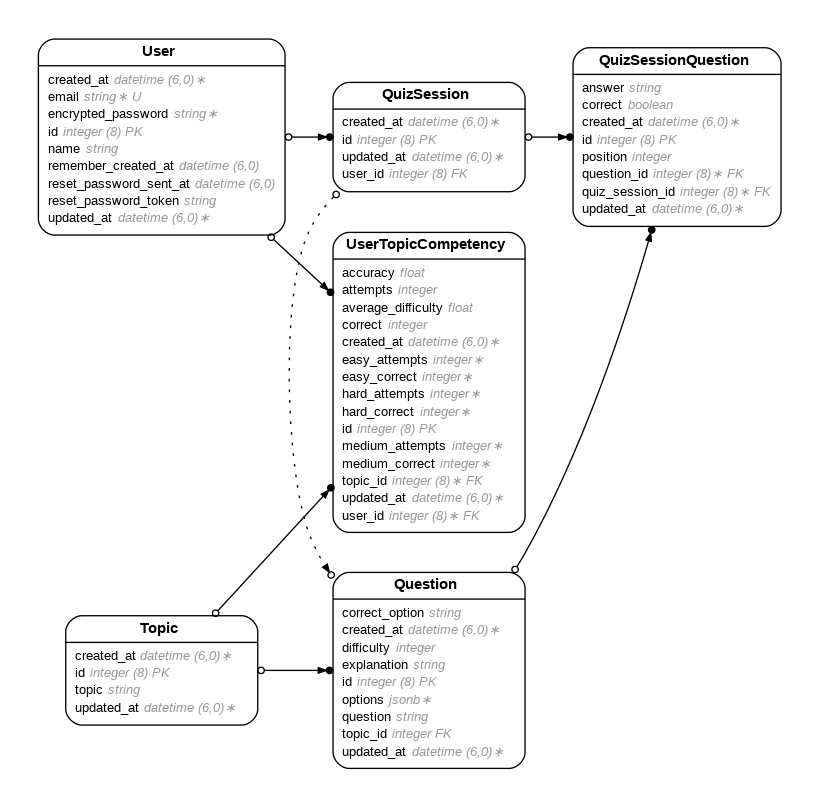 User
created_at datetime (6,0)∗
email string∗ U
encrypted_password string∗
id integer (8) PK
name string
remember_created_at datetime (6,0)
reset_password_sent_at datetime (6,0)
reset_password_token string
updated_at datetime (6,0)∗
QuizSession
created_at datetime (6,0)∗
id integer (8) PK
updated_at datetime (6,0)∗
user_id integer (8) FK
QuizSessionQuestion
answer string
correct boolean
created_at datetime (6,0)∗
id integer (8) PK
position integer
question_id integer (8)∗ FK
quiz_session_id integer (8)∗ FK
updated_at datetime (6,0)∗
UserTopicCompetency
accuracy float
attempts integer
average_difficulty float
correct integer
created_at datetime (6,0)∗
easy_attempts integer∗
easy_correct integer∗
hard_attempts integer∗
hard_correct integer∗
id integer (8) PK
medium_attempts integer∗
medium_correct integer∗
topic_id integer (8)∗ FK
updated_at datetime (6,0)∗
user_id integer (8)∗ FK
Topic
created_at datetime (6,0)∗
id integer (8) PK
topic string
updated_at datetime (6,0)∗
Question
correct_option string
created_at datetime (6,0)∗
difficulty integer
explanation string
id integer (8) PK
options jsonb∗
question string
topic_id integer FK
updated_at datetime (6,0)∗